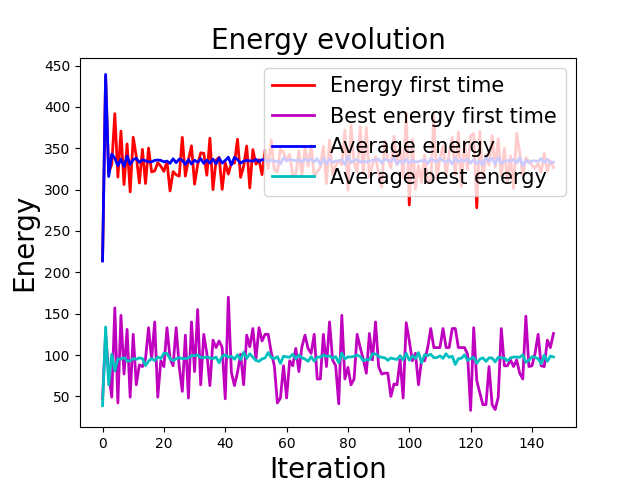 Energy evolution
450
400
350
300
250
200
150
100
50
Energy
Energy first time
Best energy first time
Average energy
Average best energy
0 20 40 60 80 100 120 140
Iteration